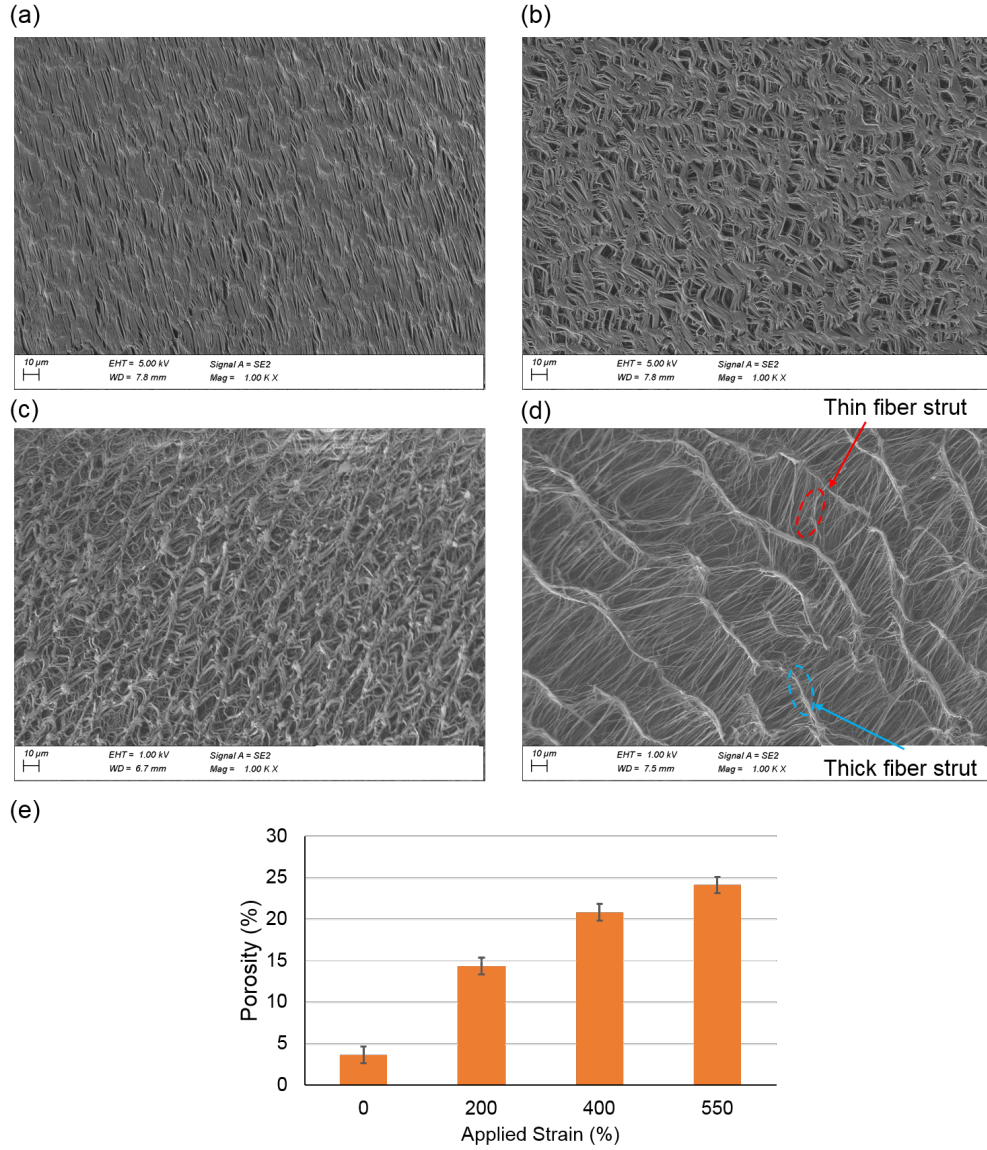 (a)
(b)
10 µm
EHT = 5.00 kV
Signal A = SE2
WD = 7.8 mm
Mag = 1.00 K X
10 µm
EHT = 5.00 kV
Signal A = SE2
WD = 7.8 mm
Mag = 1.00 K X
(c)
(d)
Thin fiber strut
10 µm
EHT = 1.00 kV
Signal A = SE2
WD = 6.7 mm
Mag = 1.00 K X
10 µm
EHT = 1.00 kV
Signal A = SE2
WD = 7.5 mm
Mag = 1.00 K X
Thick fiber strut
(e)
Porosity (%)
30
25
20
15
10
5
0
0
200
400
550
Applied Strain (%)